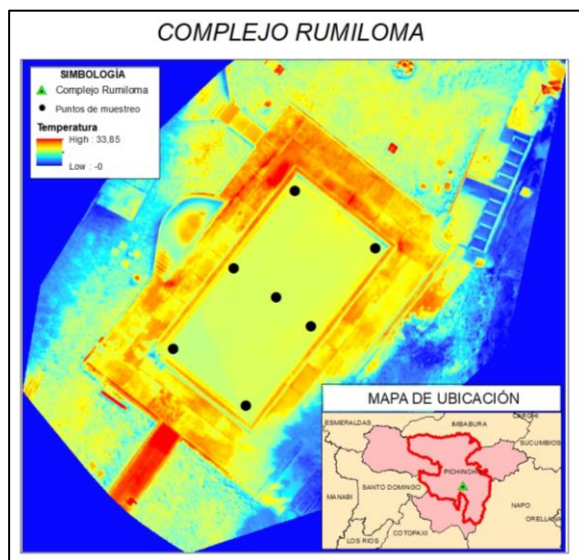 COMPLEJO RUMILOMA
SIMBOLOGÍA
Complejo Rumiloma
Puntos de muestreo
Temperatura
High : 33,85
Low : -0
MAPA DE UBICACIÓN
ESMERALDAS
IMBABURA
CARCHI
SUCUMBIOS
PICHINCHA
SANTO DOMINGO
MANABI
NAPO
ORELLANA
COTOPAXI
LOS RIOS